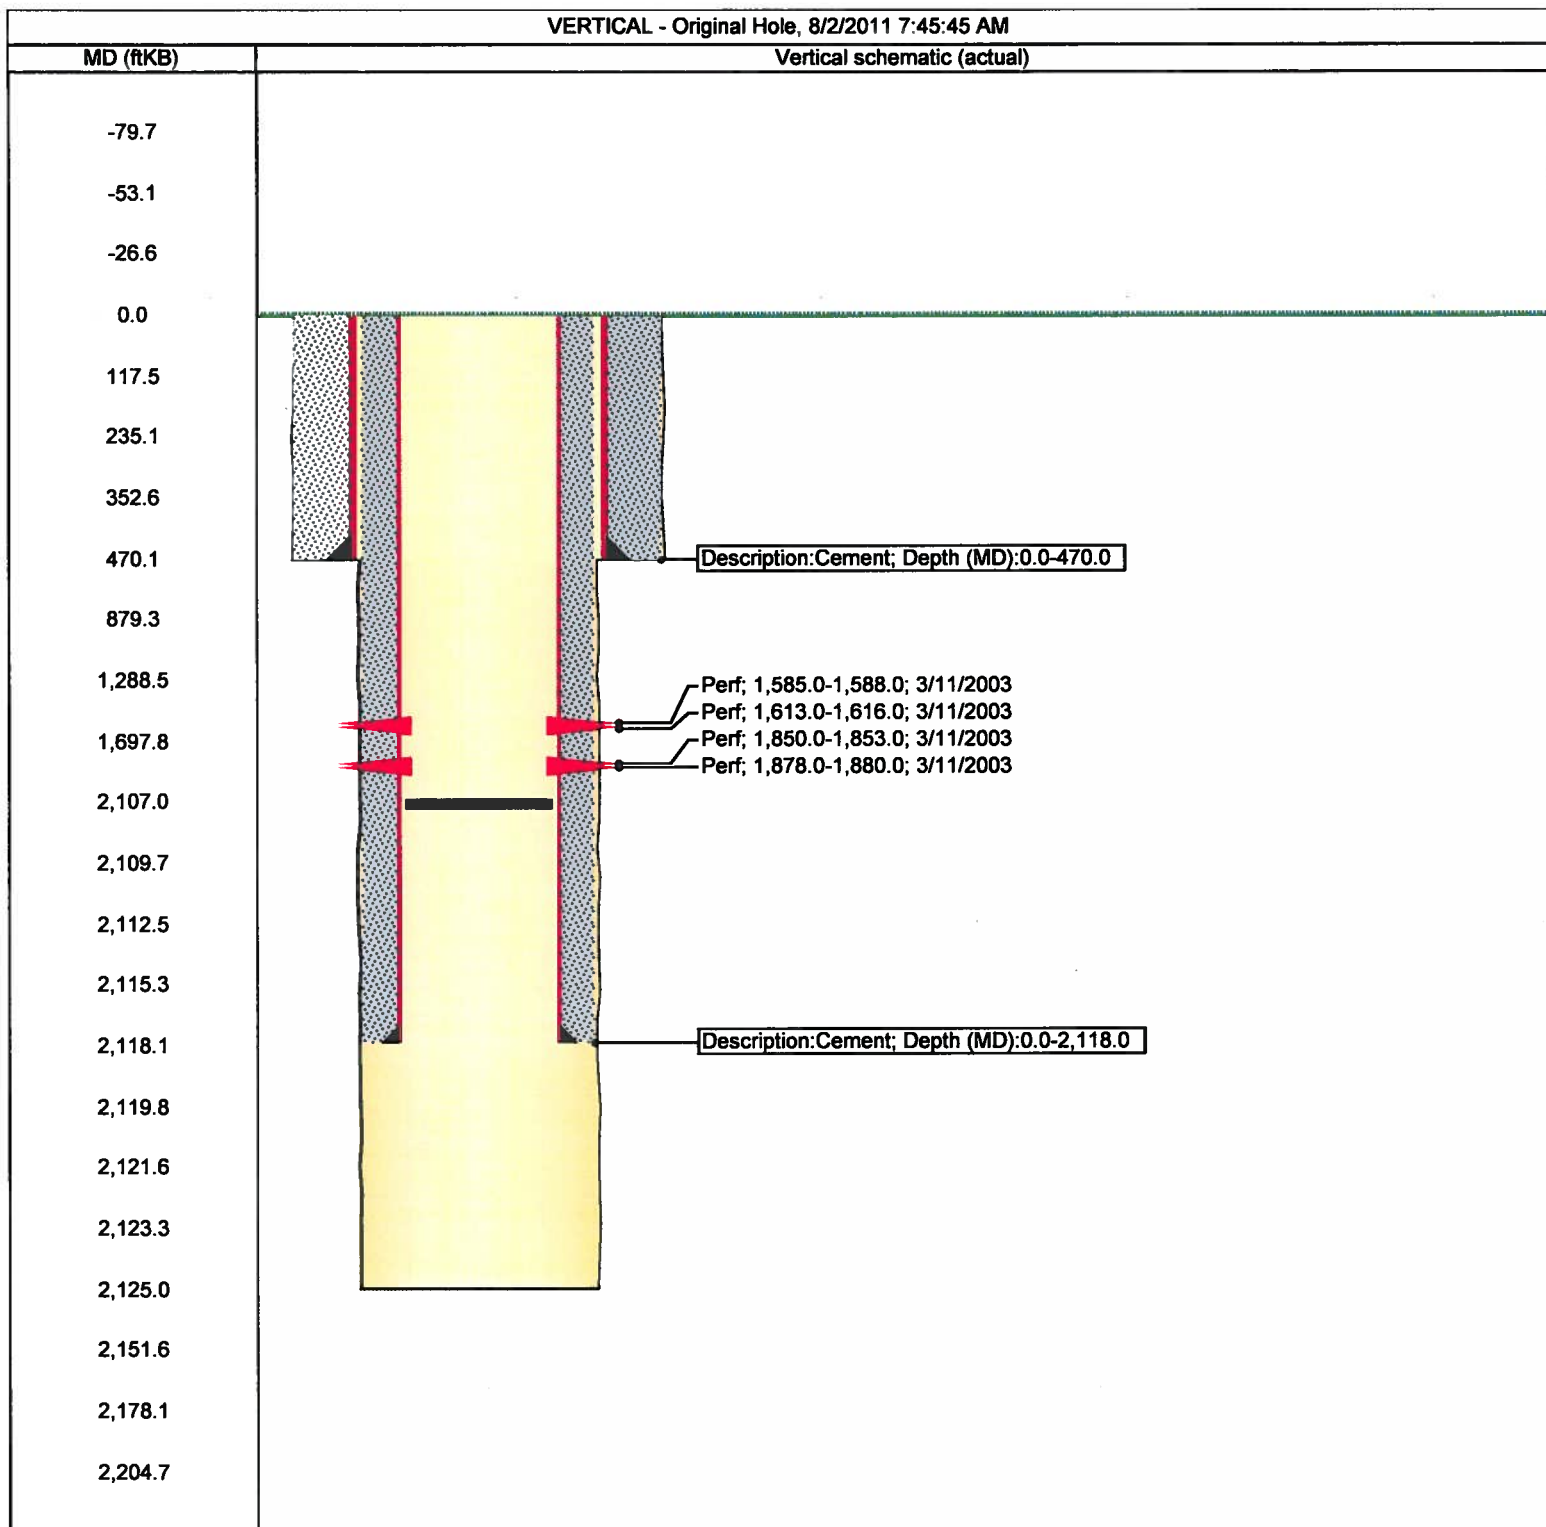 VERTICAL - Original Hole, 8/2/2011 7:45:45 AM
MD (ftKB)
Vertical schematic (actual)
-79.7
-53.1
-26.6
0.0
117.5
235.1
352.6
470.1
Description:Cement; Depth (MD):0.0-470.0
879.3
1,288.5
Perf; 1,585.0-1,588.0; 3/11/2003
Perf; 1,613.0-1,616.0; 3/11/2003
1,697.8
Perf; 1,850.0-1,853.0; 3/11/2003
Perf; 1,878.0-1,880.0; 3/11/2003
2,107.0
2,109.7
2,112.5
2,115.3
2,118.1
Description:Cement; Depth (MD):0.0-2,118.0
2,119.8
2,121.6
2,123.3
2,125.0
2,151.6
2,178.1
2,204.7